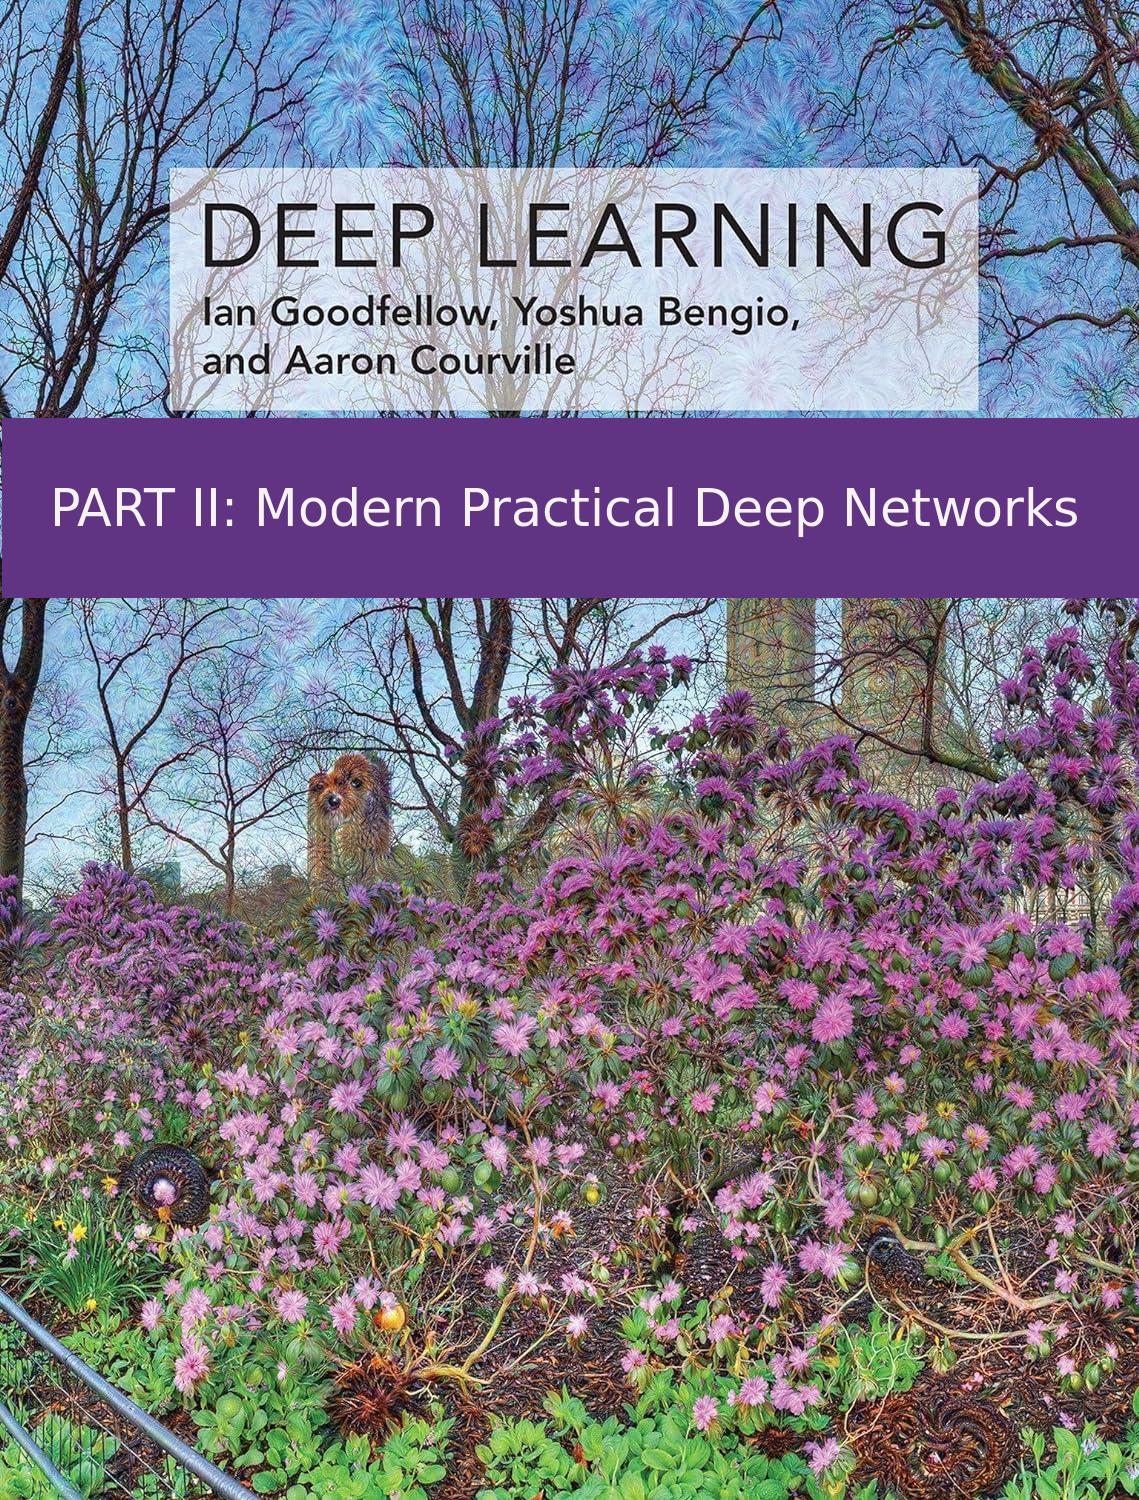 DEEP LEARNING
Ian Goodfellow, Yoshua Bengio,
and Aaron Courville
PART II: Modern Practical Deep Networks